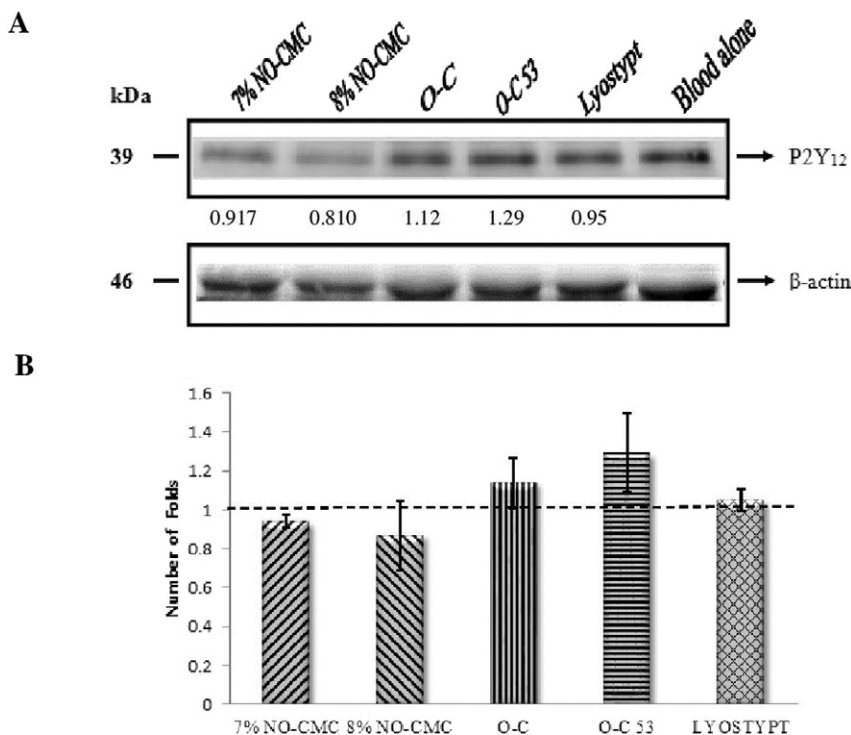 A
kDa
7% NO-CMC 8% NO-CMC O-C O-C 53 Lyostypt Blood alone
39 P2Y12
0.917 0.810 1.12 1.29 0.95
46 β-actin
B
Number of Folds
1.6
1.4
1.2
1
0.8
0.6
0.4
0.2
0
7% NO-CMC 8% NO-CMC O-C O-C 53 LYOSTYPT